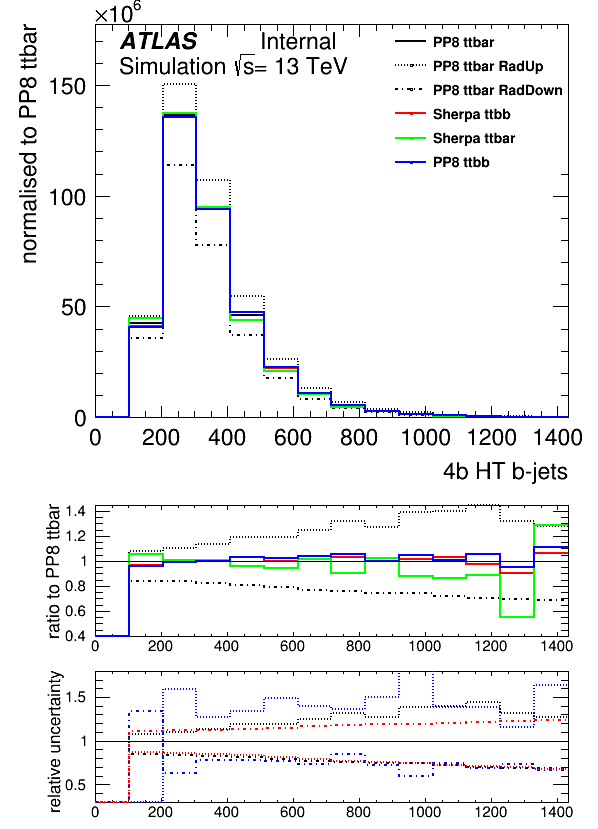 ×10⁶
ATLAS Internal
Simulation √s= 13 TeV
PP8 ttbar
PP8 ttbar RadUp
PP8 ttbar RadDown
Sherpa ttbb
Sherpa ttbar
PP8 ttbb
normalised to PP8 ttbar
150
100
50
0
0 200 400 600 800 1000 1200 1400
4b HT b-jets
ratio to PP8 ttbar
1.4
1.2
1
0.8
0.6
0.4
0 200 400 600 800 1000 1200 1400
relative uncertainty
1.5
1
0.5
0 200 400 600 800 1000 1200 1400